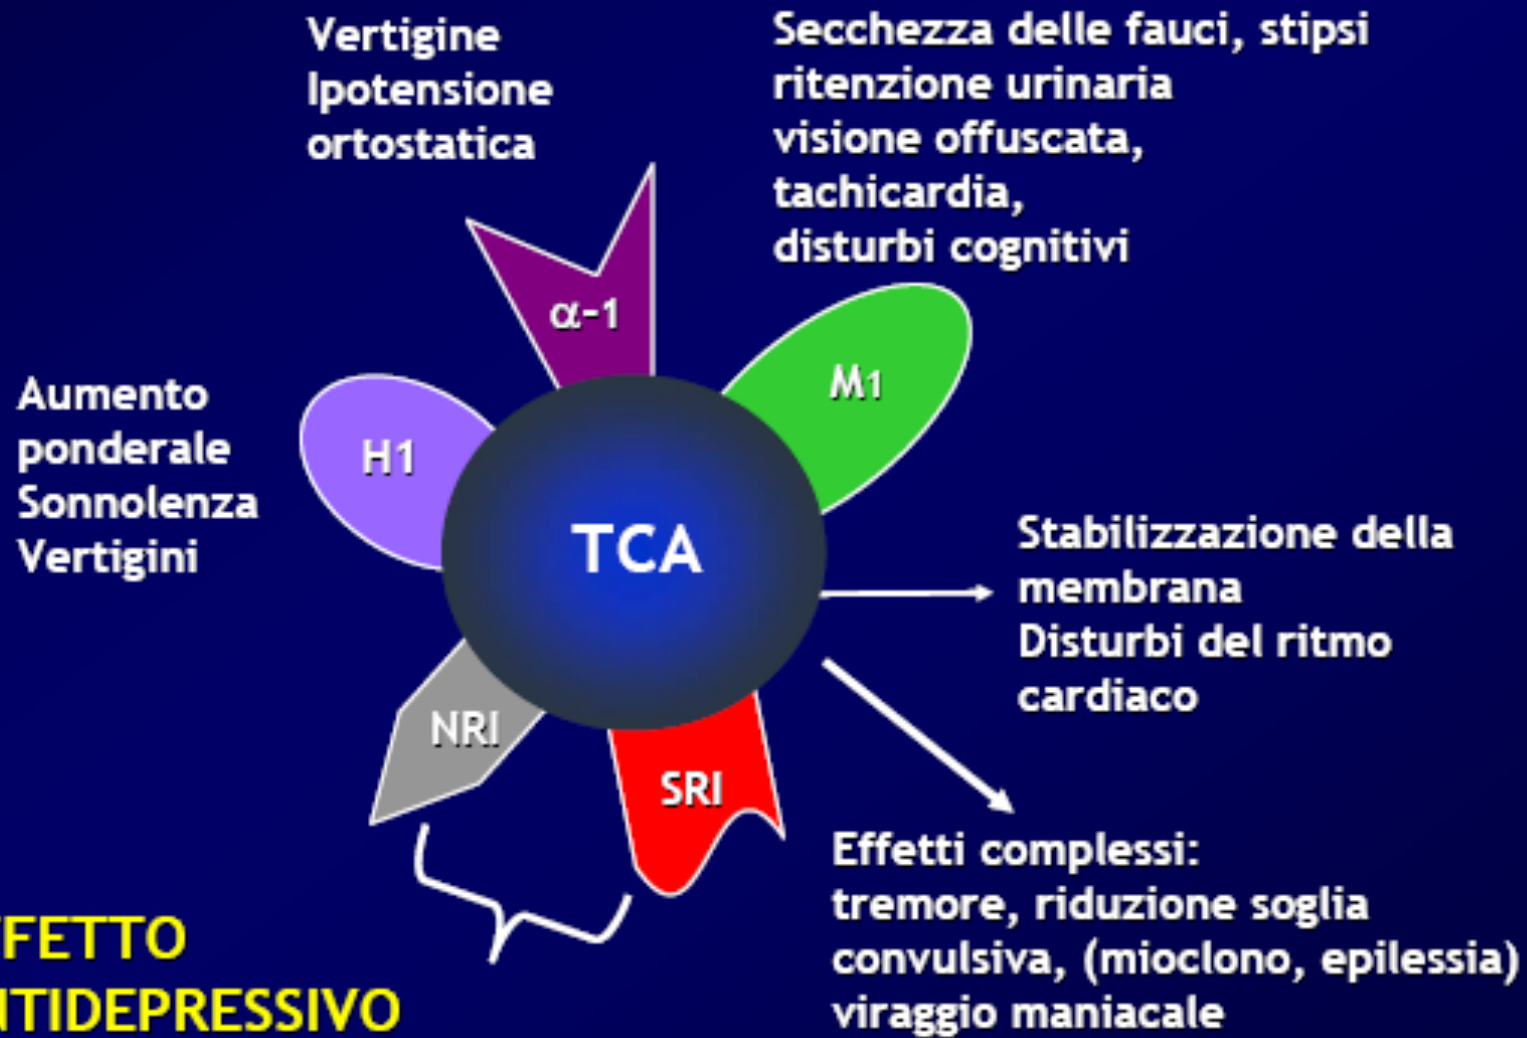 Vertigine
Ipotensione
ortostatica
Secchezza delle fauci, stipsi
ritenzione urinaria
visione offuscata,
tachicardia,
disturbi cognitivi
α-1
M1
Aumento
ponderale
Sonnolenza
Vertigini
H1
TCA
Stabilizzazione della
membrana
Disturbi del ritmo
cardiaco
NRI
SRI
Effetti complessi:
tremore, riduzione soglia
convulsiva, (mioclono, epilessia)
viraggio maniacale
FFETTO
NTIDEPRESSIVO